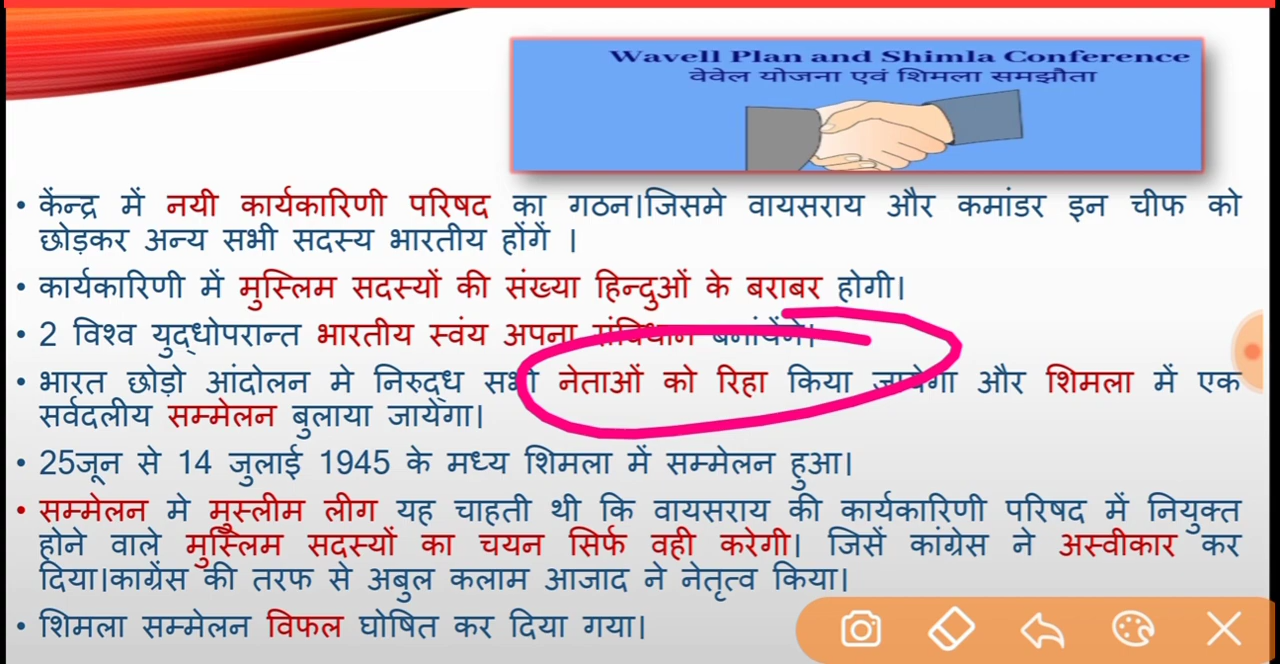 Wavell Plan and Shimla Conference
वेवेल योजना एवं शिमला समझौता
• केंन्द्र में नयी कार्यकारिणी परिषद का गठन।जिसमे वायसराय और कमांडर इन चीफ को
छोड़कर अन्य सभी सदस्य भारतीय होंगें ।
• कार्यकारिणी में मुस्लिम सदस्यों की संख्या हिन्दुओं के बराबर होगी।
• 2 विश्व युद्धोपरान्त भारतीय स्वंय अपना संविधान बनांयेंगे।
• भारत छोड़ो आंदोलन मे निरुद्ध सभी नेताओं को रिहा किया जायेगा और शिमला में एक
सर्वदलीय सम्मेलन बुलाया जायेगा।
• 25जून से 14 जुलाई 1945 के मध्य शिमला में सम्मेलन हुआ।
• सम्मेलन मे मुस्लीम लीग यह चाहती थी कि वायसराय की कार्यकारिणी परिषद में नियुक्त
होने वाले मुस्लिम सदस्यों का चयन सिर्फ वही करेगी। जिसें कांग्रेस ने अस्वीकार कर
दिया।काग्रेंस की तरफ से अबुल कलाम आजाद ने नेतृत्व किया।
• शिमला सम्मेलन विफल घोषित कर दिया गया।